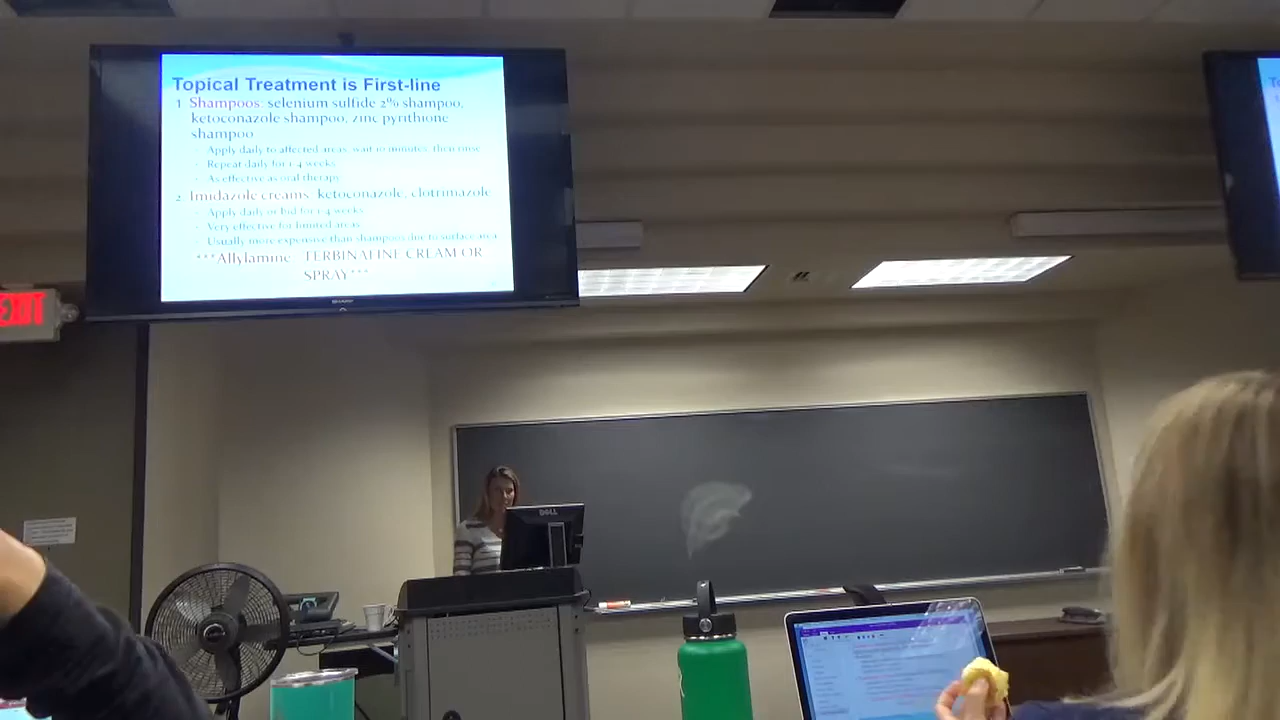 Topical Treatment is First-line
1. Shampoos: selenium sulfide 2% shampoo,
ketoconazole shampoo, zinc pyrithione
shampoo
- Apply daily to affected areas, wait 10 minutes, then rinse
- Repeat daily for 1-4 weeks
- As effective as oral therapy
2. Imidazole creams: ketoconazole, clotrimazole
- Apply daily or bid for 1-4 weeks
- Very effective for limited areas
- Usually more expensive than shampoo due to surface area
***Allylamine: TERBINAFINE CREAM OR
SPRAY***
SHARP
EXIT
DELL